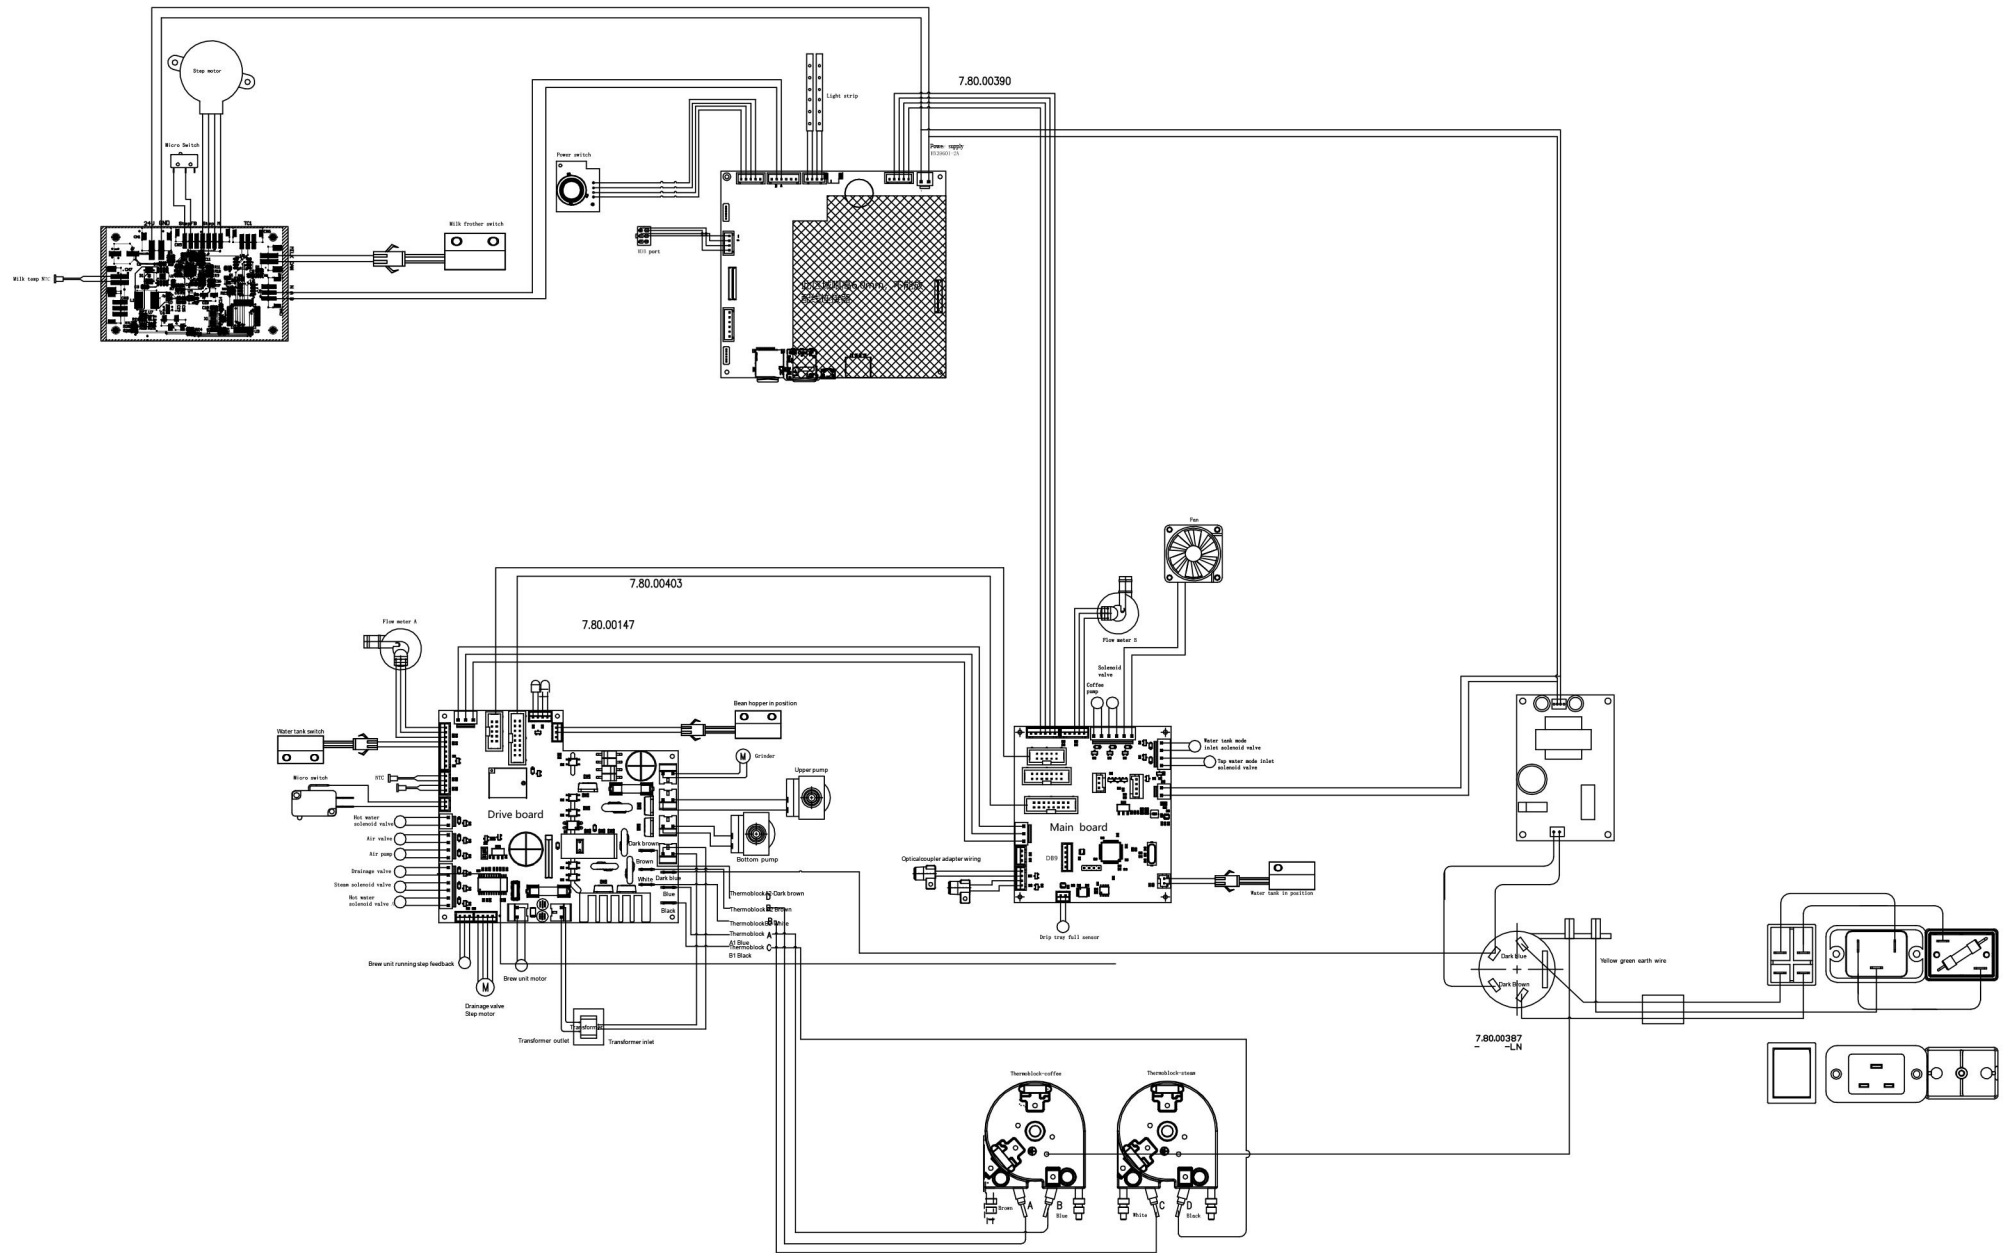 7.80.00390
Step motor
Light strip
Micro Switch
Power switch
Power supply
24V GND
TC1
Milk frother switch
Milk temp NTC
Fan
7.80.00403
7.80.00147
Flow meter A
Flow meter B
Solenoid
valve
Coffee
pump
Bean hopper in position
Water tank switch
Water tank mode
inlet solenoid valve
Grinder
M
Tap water mode inlet
solenoid valve
Upper pump
Micro switch
NTC
Drive board
Main board
Hot water
solenoid valve
Air valve
Air pump
Bottom pump
Dark brown
Brown
DB9
Opticalcoupler adapter wiring
Drainage valve
White
Dark blue
Steam solenoid valve
Blue
Water tank in position
Hot water
solenoid valve
Black
Thermoblock
Dark brown
Thermoblock
Brown
Thermoblock
White
Thermoblock A
A1 Blue
Thermoblock C
B1 Black
Drip tray full sensor
Brew unit running step feedback
Brew unit motor
Dark Blue
Yellow green earth wire
Dark Brown
M
Drainage valve
Step motor
Transformer
Transformer outlet
Transformer inlet
7.80.00387
- -LN
Thermoblock-coffee
Thermoblock-steam
Brown
A
B
Blue
White
C
D
Black